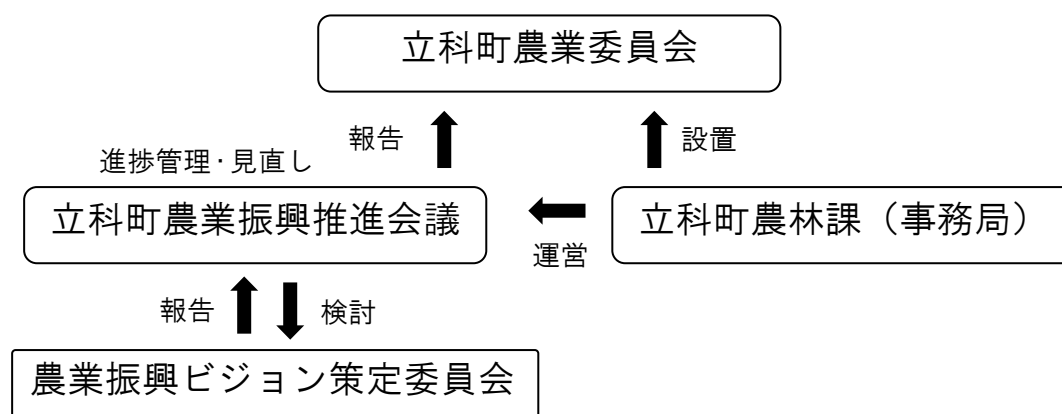 立科町農業委員会
報告
設置
進捗管理・見直し
立科町農業振興推進会議
立科町農林課（事務局）
運営
報告
検討
農業振興ビジョン策定委員会